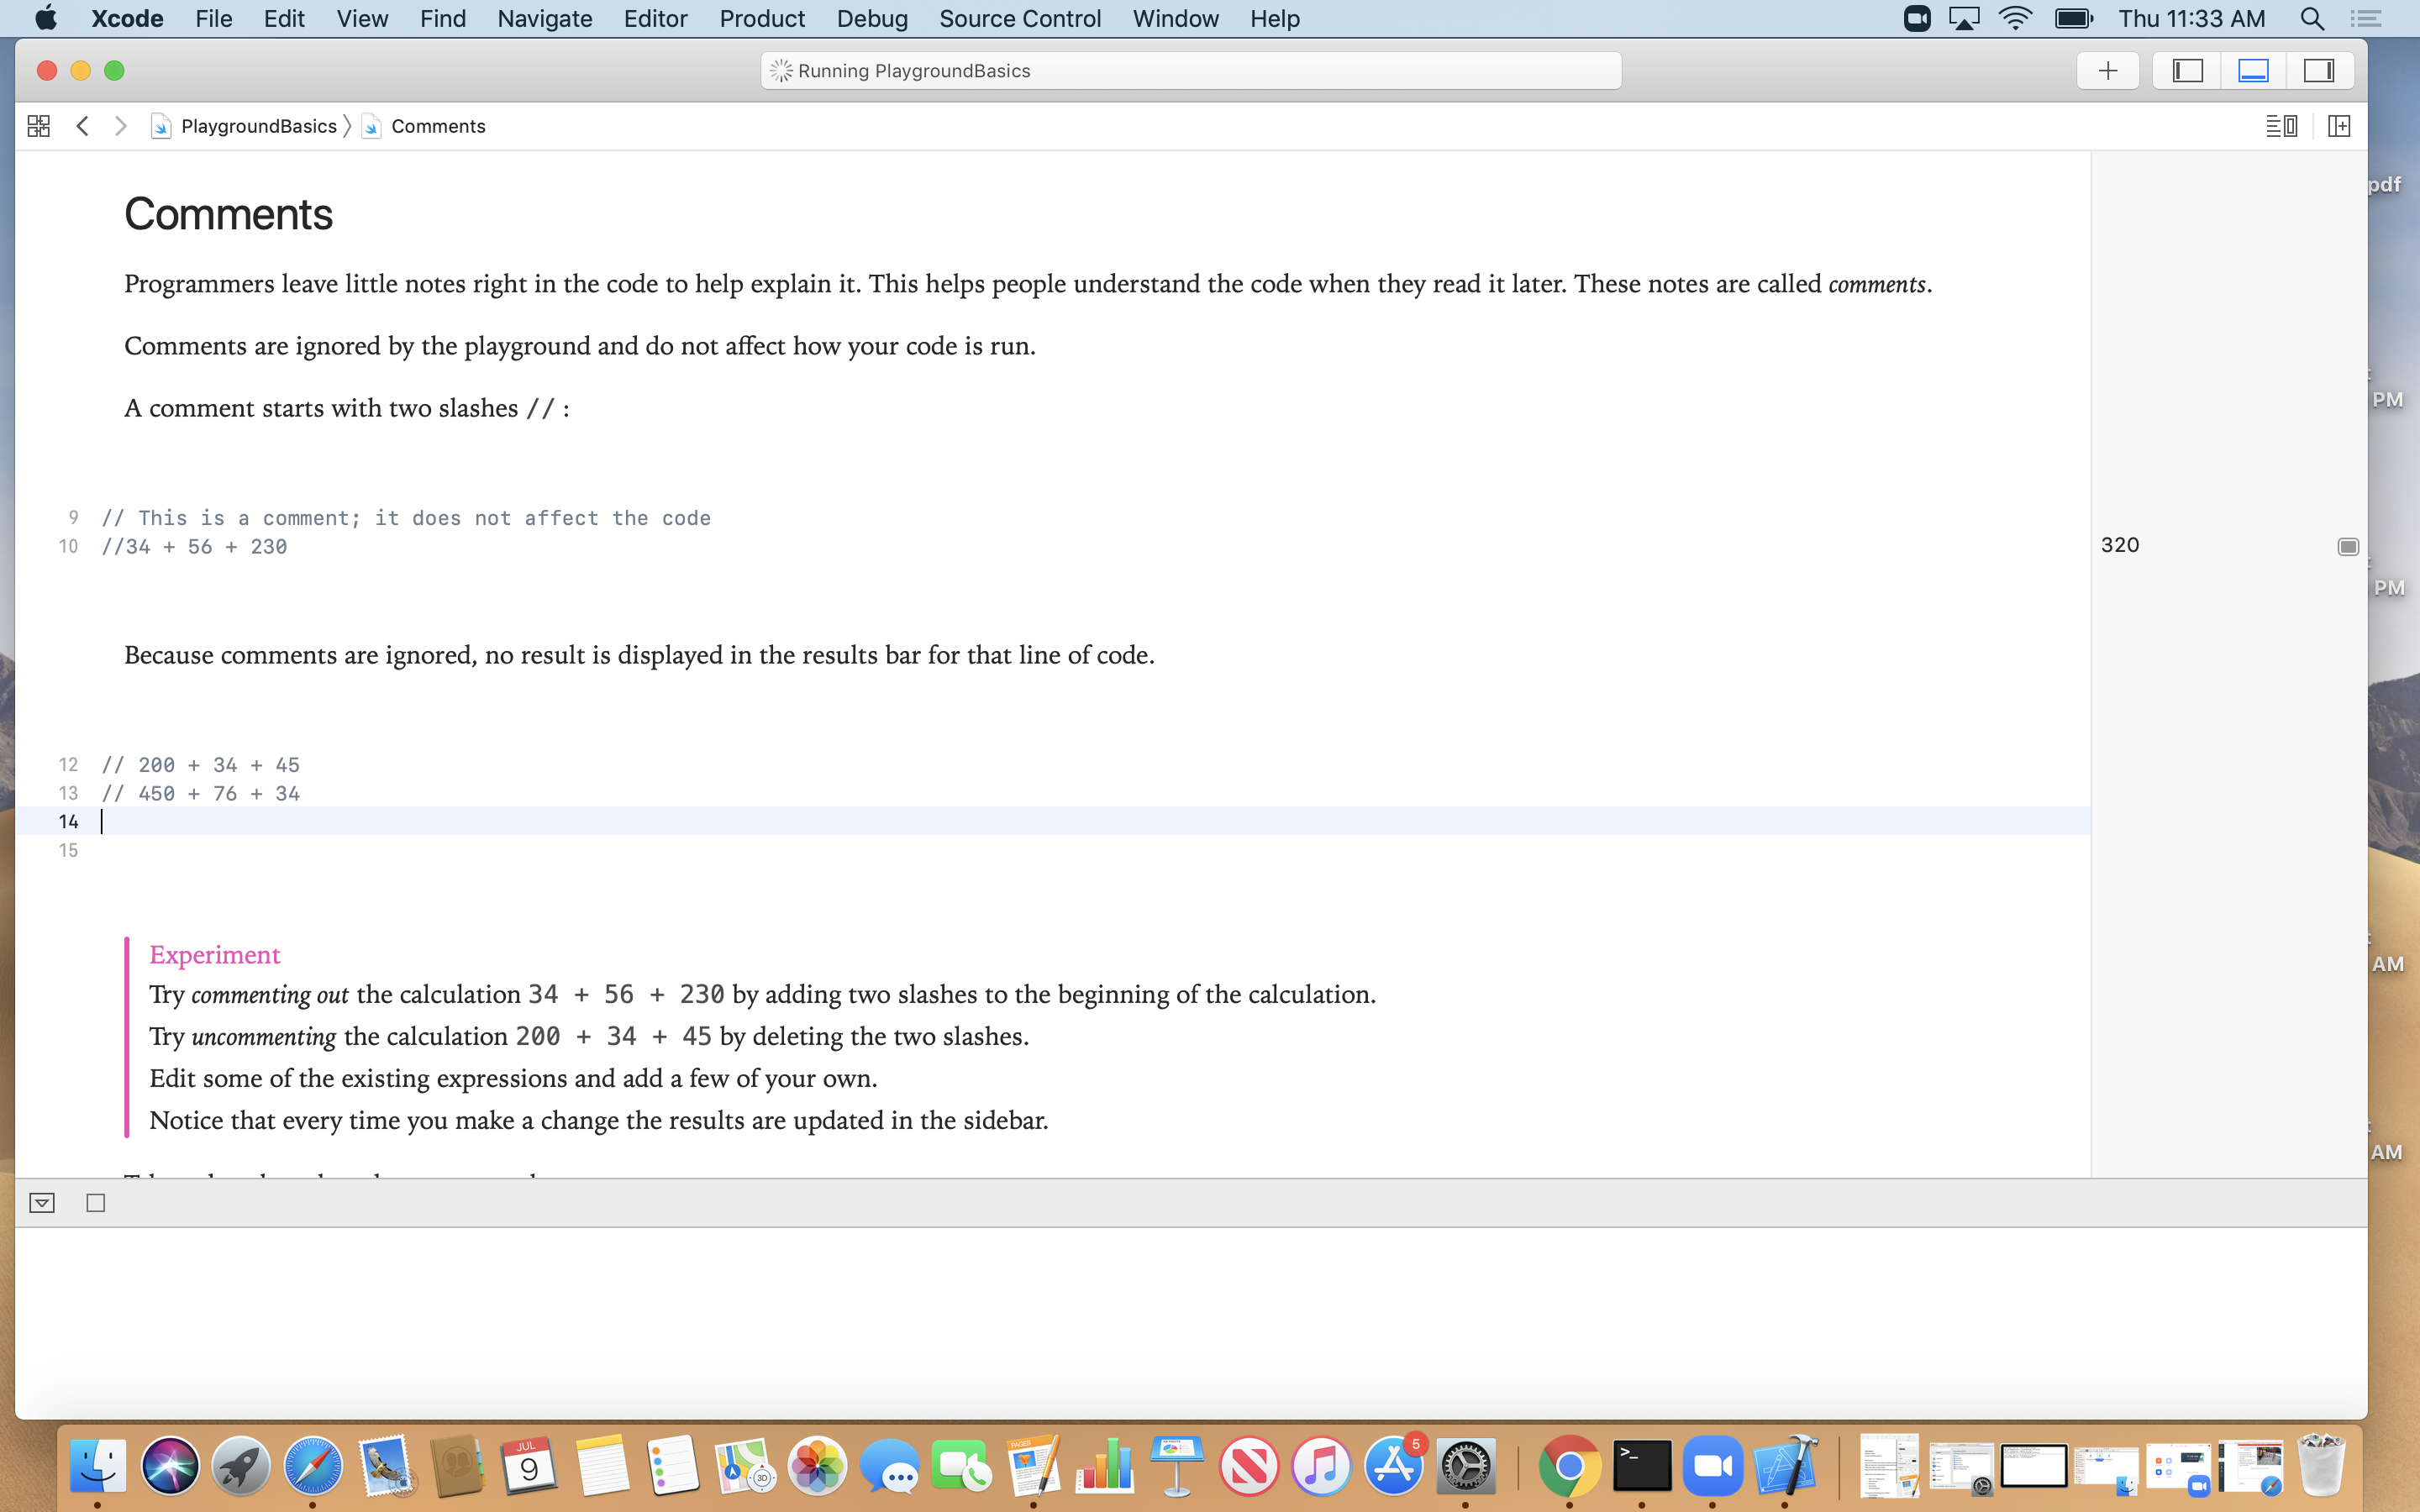 Xcode File Edit View Find Navigate Editor Product Debug Source Control Window Help Thu 11:33 AM
Running PlaygroundBasics
PlaygroundBasics Comments
pdf
Comments
Programmers leave little notes right in the code to help explain it. This helps people understand the code when they read it later. These notes are called comments.
Comments are ignored by the playground and do not affect how your code is run.
PM
A comment starts with two slashes // :
9 // This is a comment; it does not affect the code
10 //34 + 56 + 230 320
PM
Because comments are ignored, no result is displayed in the results bar for that line of code.
12 // 200 + 34 + 45
13 // 450 + 76 + 34
14
15
Experiment
AM
Try commenting out the calculation 34 + 56 + 230 by adding two slashes to the beginning of the calculation.
Try uncommenting the calculation 200 + 34 + 45 by deleting the two slashes.
Edit some of the existing expressions and add a few of your own.
Notice that every time you make a change the results are updated in the sidebar.
AM
JUL
9
PAGES
3D
5
>_